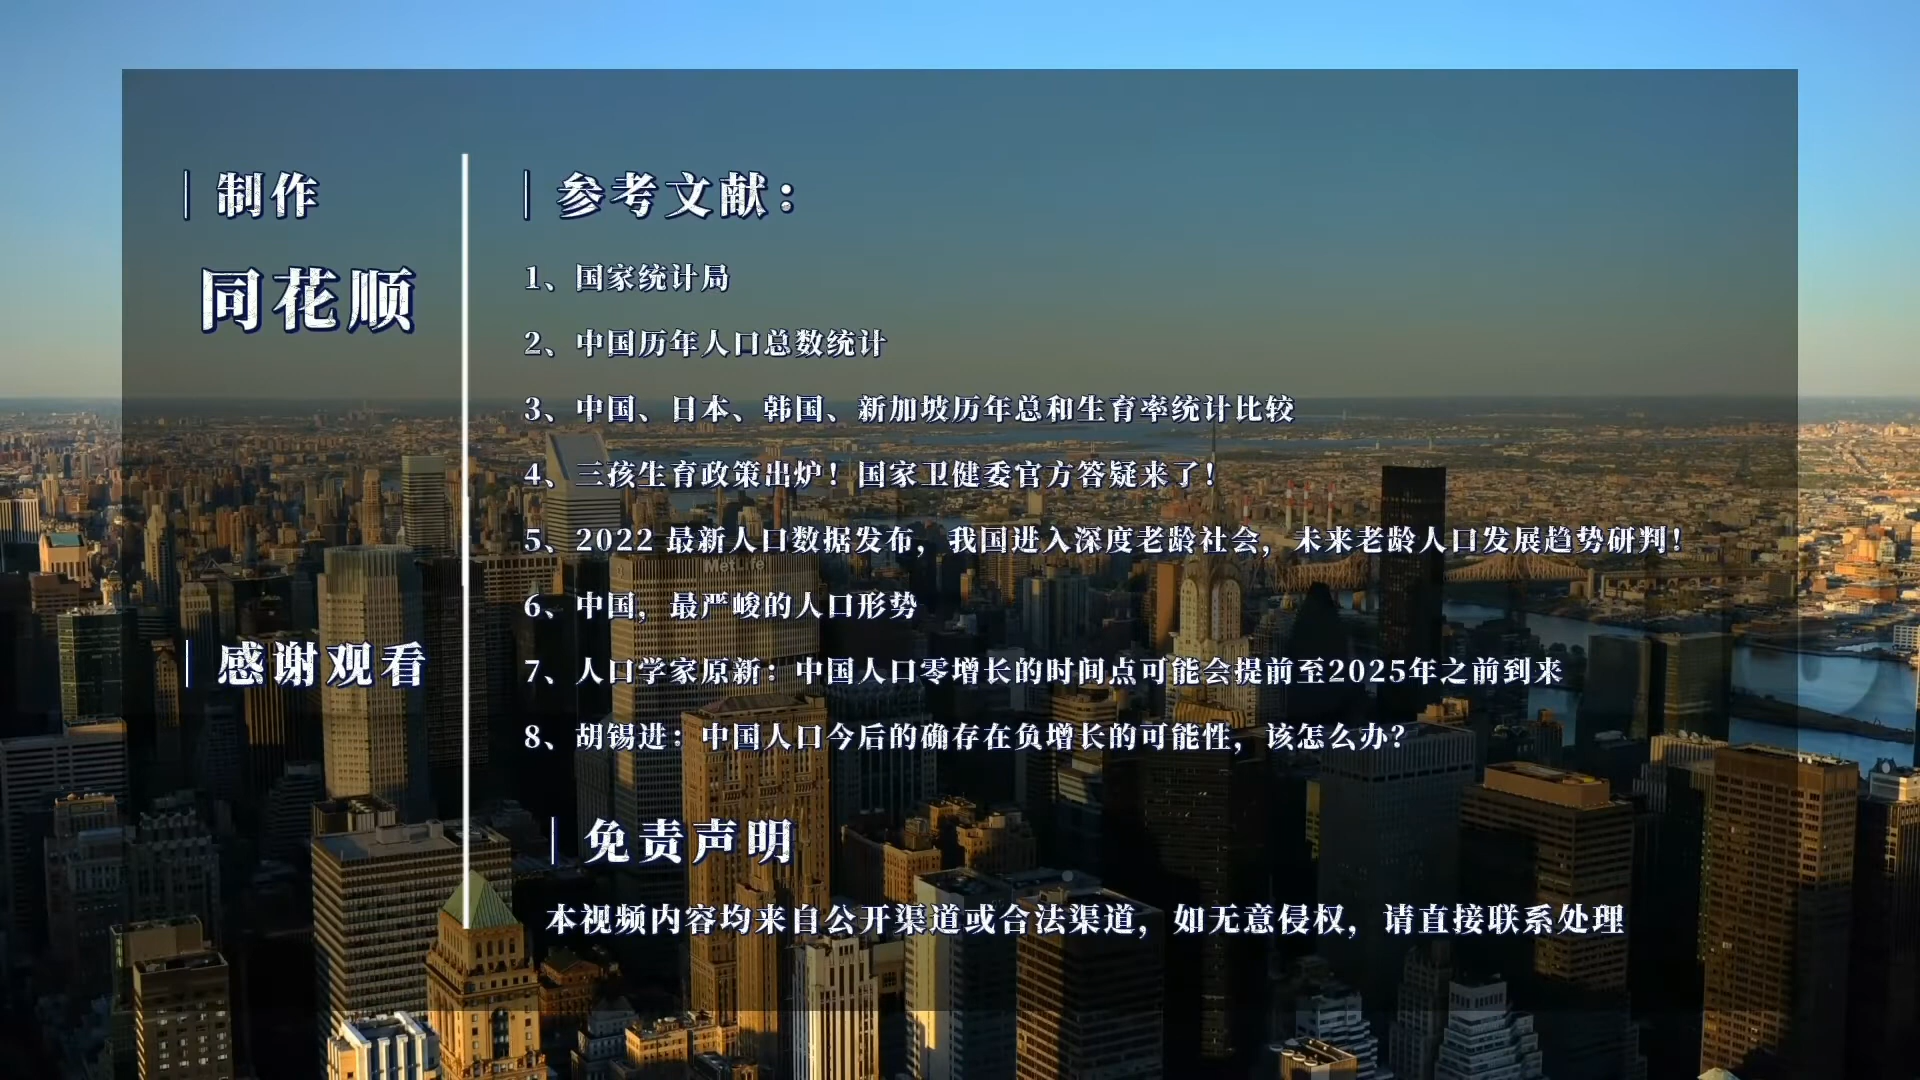 制作
同花顺
感谢观看
参考文献：
1、国家统计局
2、中国历年人口总数统计
3、中国、日本、韩国、新加坡历年总和生育率统计比较
4、三孩生育政策出炉！国家卫健委官方答疑来了！
5、2022 最新人口数据发布，我国进入深度老龄社会，未来老龄人口发展趋势研判！
6、中国，最严峻的人口形势
7、人口学家原新：中国人口零增长的时间点可能会提前至2025年之前到来
8、胡锡进：中国人口今后的确存在负增长的可能性，该怎么办？
免责声明
本视频内容均来自公开渠道或合法渠道，如无意侵权，请直接联系处理
MetLife